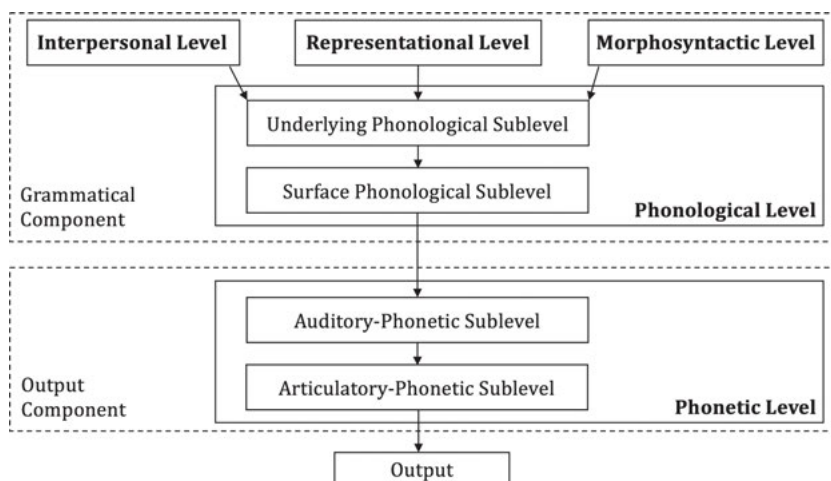 Interpersonal Level
Representational Level
Morphosyntactic Level
Underlying Phonological Sublevel
Surface Phonological Sublevel
Grammatical
Component
Phonological Level
Auditory-Phonetic Sublevel
Articulatory-Phonetic Sublevel
Output
Component
Phonetic Level
Output